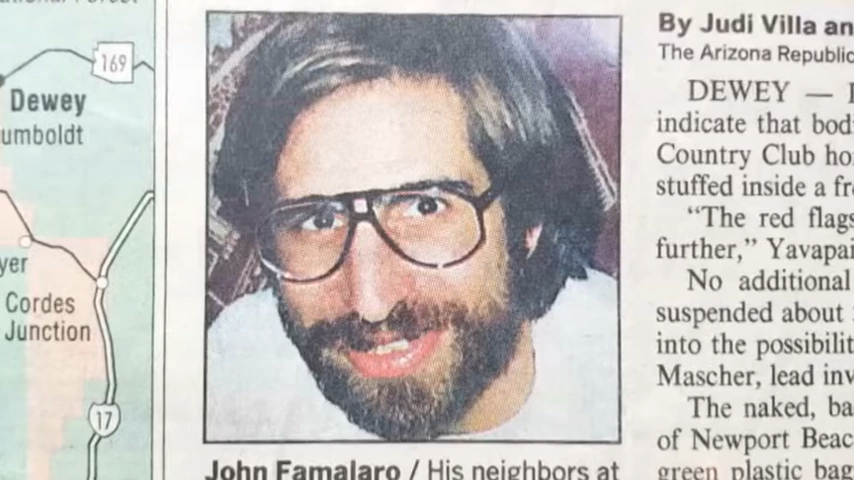 169
Dewey
umboldt
yer
Cordes
Junction
17
John Famalaro / His neighbors at
By Judi Villa an
The Arizona Republic
DEWEY —
indicate that bod
Country Club ho
stuffed inside a fr
"The red flags
further," Yavapai
No additional
suspended about
into the possibilit
Mascher, lead inv
The naked, ba
of Newport Beac
green plastic bag